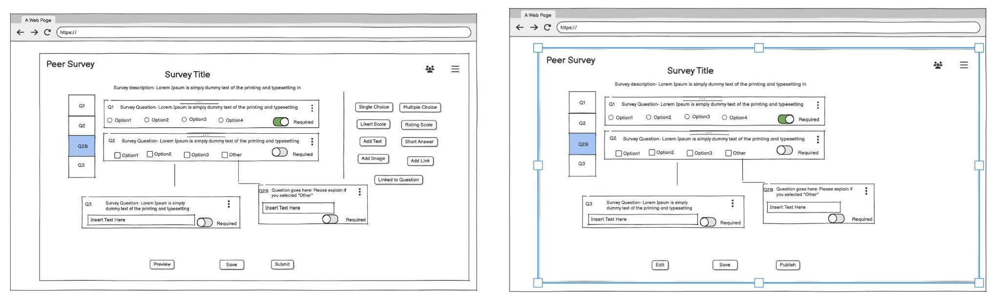 A Web Page
https://
Peer Survey
Survey Title
Survey description- Lorem Ipsum is simply dummy text of the printing and typesetting in
Q1
Q2
Q2B
Q3
Q1 Survey Question- Lorem Ipsum is simply dummy text of the printing and typesetting
Option1 Option2 Option3 Option4 Required
Q2 Survey Question- Lorem Ipsum is simply dummy text of the printing and typesetting
Option1 Option2 Option3 Other Required
Single Choice Multiple Choice
Likert Scale Rating Scale
Add Text Short Answer
Add Image Add Link
Linked to Question
Q3 Survey Question- Lorem Ipsum is simply
dummy text of the printing and typesetting
Insert Text Here Required
Q2B Question goes here: Please explain if
you selected "Other"
Insert Text Here
Required
Preview Save Submit
A Web Page
https://
Peer Survey
Survey Title
Survey description- Lorem Ipsum is simply dummy text of the printing and typesetting in
Q1
Q2
Q2B
Q3
Q1 Survey Question- Lorem Ipsum is simply dummy text of the printing and typesetting
Option1 Option2 Option3 Option4 Required
Q2 Survey Question- Lorem Ipsum is simply dummy text of the printing and typesetting
Option1 Option2 Option3 Other Required
Q3 Survey Question- Lorem Ipsum is simply
dummy text of the printing and typesetting
Insert Text Here Required
Q2B Question goes here: Please explain if
you selected "Other"
Insert Text Here
Required
Edit Save Publish